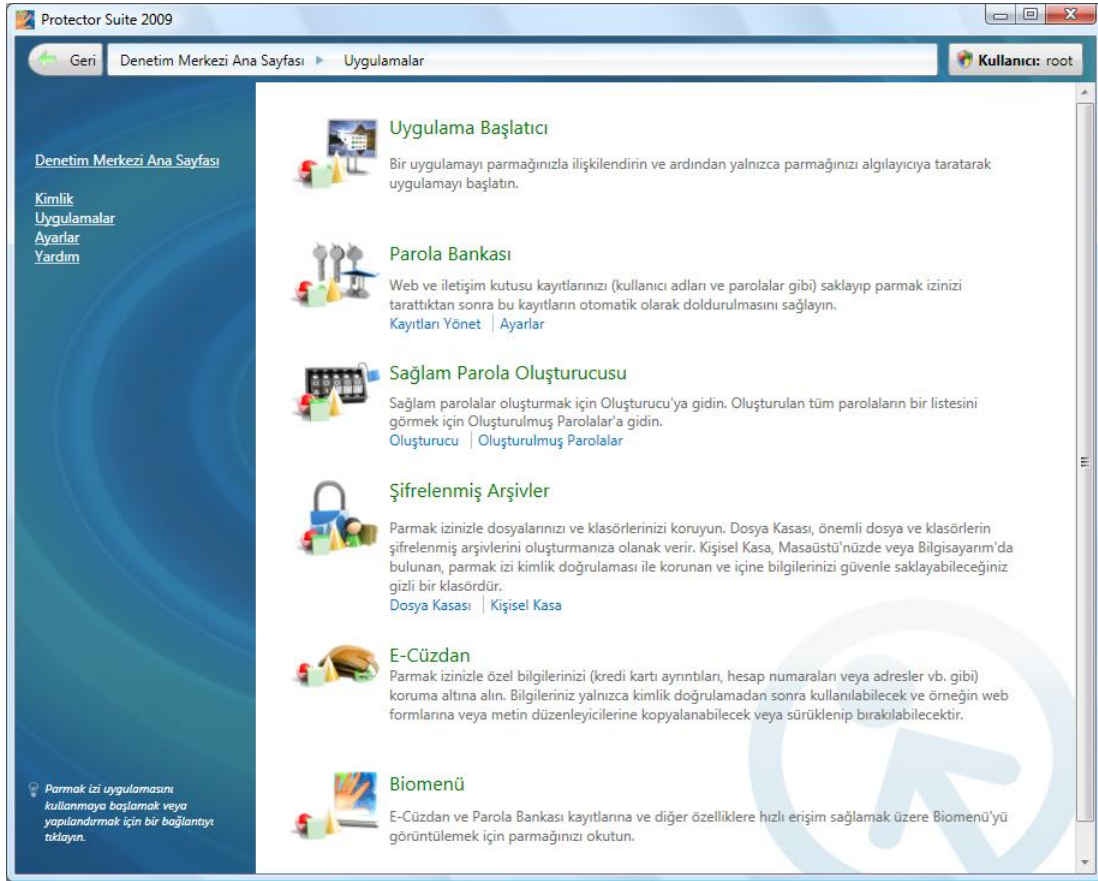 Protector Suite 2009
Geri
Denetim Merkezi Ana Sayfası
Uygulamalar
Kullanıcı: root
Denetim Merkezi Ana Sayfası
Kimlik
Uygulamalar
Ayarlar
Yardım
Parmak izi uygulamasını
kullanmaya başlamak veya
yapılandırmak için bir bağlantıyı
tıklayın.
Uygulama Başlatıcı
Bir uygulamayı parmağınızla ilişkilendirin ve ardından yalnızca parmağınızı algılayıcıya taratarak
uygulamayı başlatın.
Parola Bankası
Web ve iletişim kutusu kayıtlarınızı (kullanıcı adları ve parolalar gibi) saklayıp parmak izinizi
tarattıktan sonra bu kayıtların otomatik olarak doldurulmasını sağlayın.
Kayıtları Yönet | Ayarlar
Sağlam Parola Oluşturucusu
Sağlam parolalar oluşturmak için Oluşturucu'ya gidin. Oluşturulan tüm parolaların bir listesini
görmek için Oluşturulmuş Parolalar'a gidin.
Oluşturucu | Oluşturulmuş Parolalar
Şifrelenmiş Arşivler
Parmak izinizle dosyalarınızı ve klasörlerinizi koruyun. Dosya Kasası, önemli dosya ve klasörlerin
şifrelenmiş arşivlerini oluşturmanıza olanak verir. Kişisel Kasa, Masaüstü'nüzde veya Bilgisayarım'da
bulunan, parmak izi kimlik doğrulaması ile korunan ve içine bilgilerinizi güvenle saklayabileceğiniz
gizli bir klasördür.
Dosya Kasası | Kişisel Kasa
E-Cüzdan
Parmak izinizle özel bilgilerinizi (kredi kartı ayrıntıları, hesap numaraları veya adresler vb. gibi)
koruma altına alın. Bilgileriniz yalnızca kimlik doğrulamadan sonra kullanılabilecek ve örneğin web
formlarına veya metin düzenleyicilerine kopyalanabilecek veya sürüklenip bırakılabilecektir.
Biomenü
E-Cüzdan ve Parola Bankası kayıtlarına ve diğer özelliklere hızlı erişim sağlamak üzere Biomenü'yü
görüntülemek için parmağınızı okutun.